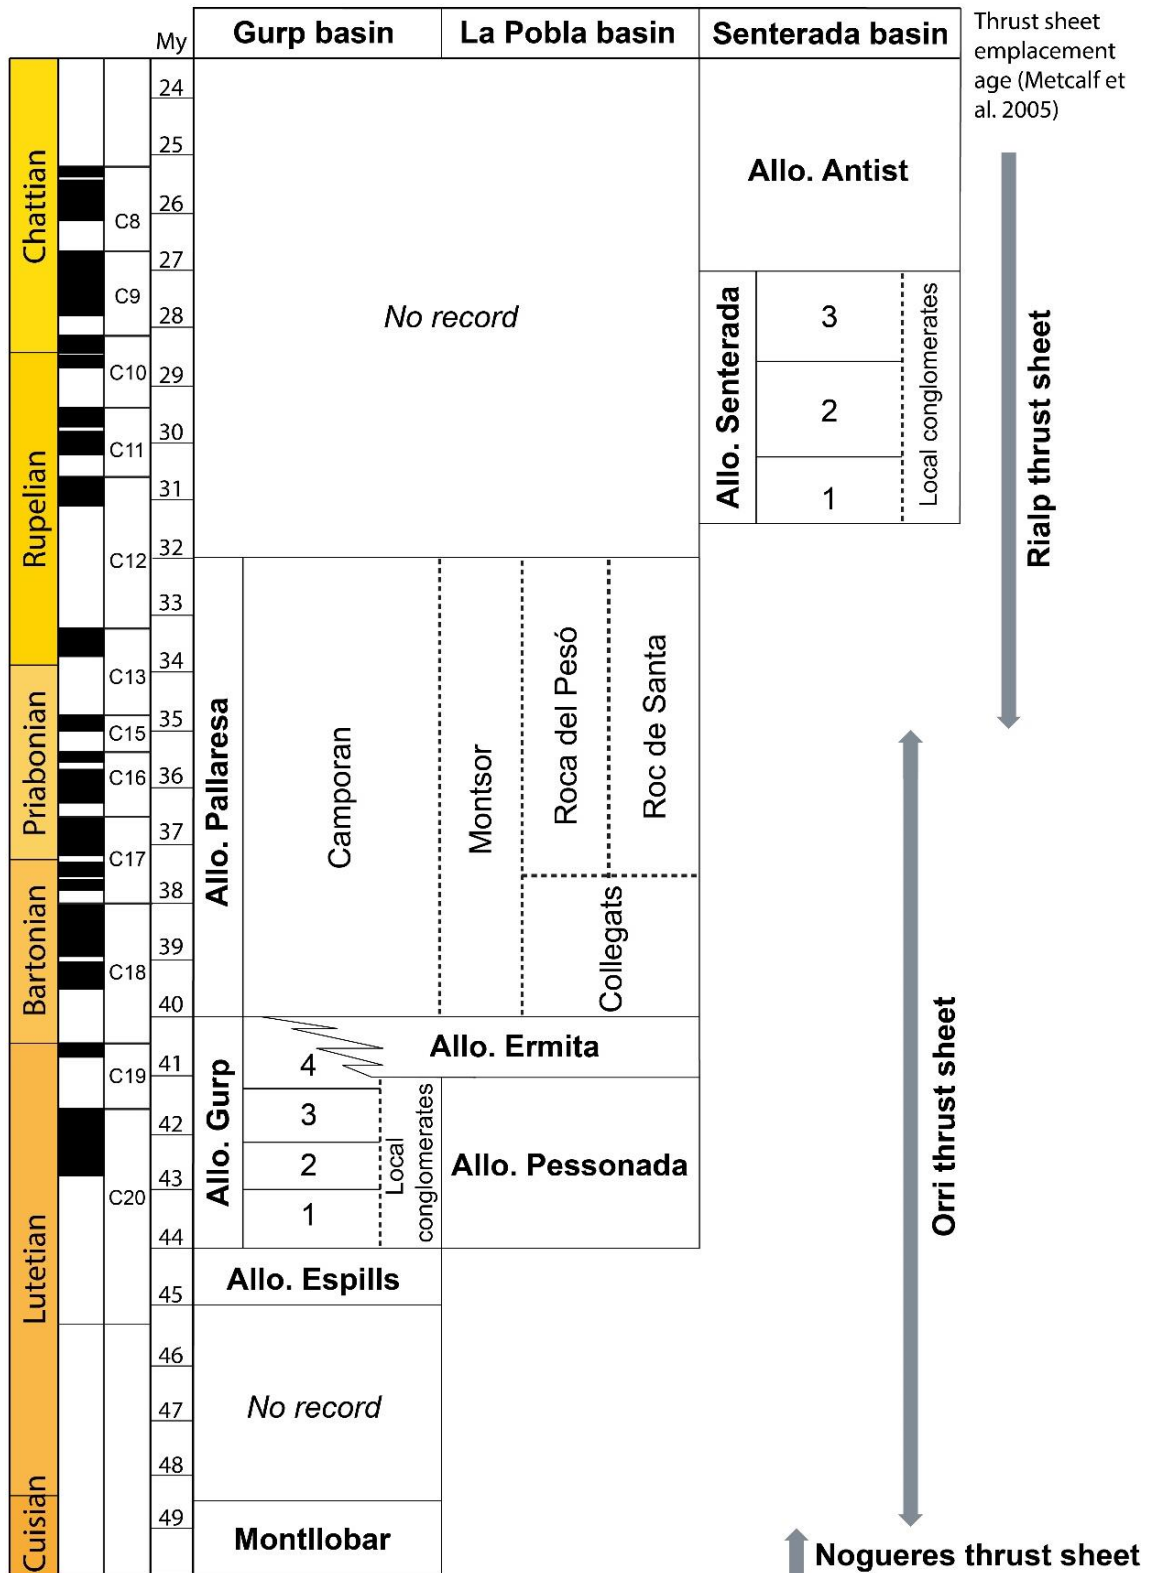 My
Gurp basin
La Pobla basin
Senterada basin
Thrust sheet
emplacement
age (Metcalf et
al. 2005)
Chattian
Rupelian
Priabonian
Bartonian
Lutetian
Cuisian
C8
C9
C10
C11
C12
C13
C15
C16
C17
C18
C19
C20
24
25
26
27
28
29
30
31
32
33
34
35
36
37
38
39
40
41
42
43
44
45
46
47
48
49
No record
Allo. Antist
Allo. Senterada
3
2
1
Local conglomerates
Allo. Pallaresa
Camporan
Montsor
Roca del Pesó
Roc de Santa
Collegats
Allo. Gurp
4
3
2
1
Local
conglomerates
Allo. Ermita
Allo. Pessonada
Allo. Espills
No record
Montllobar
Rialp thrust sheet
Orri thrust sheet
Nogueres thrust sheet